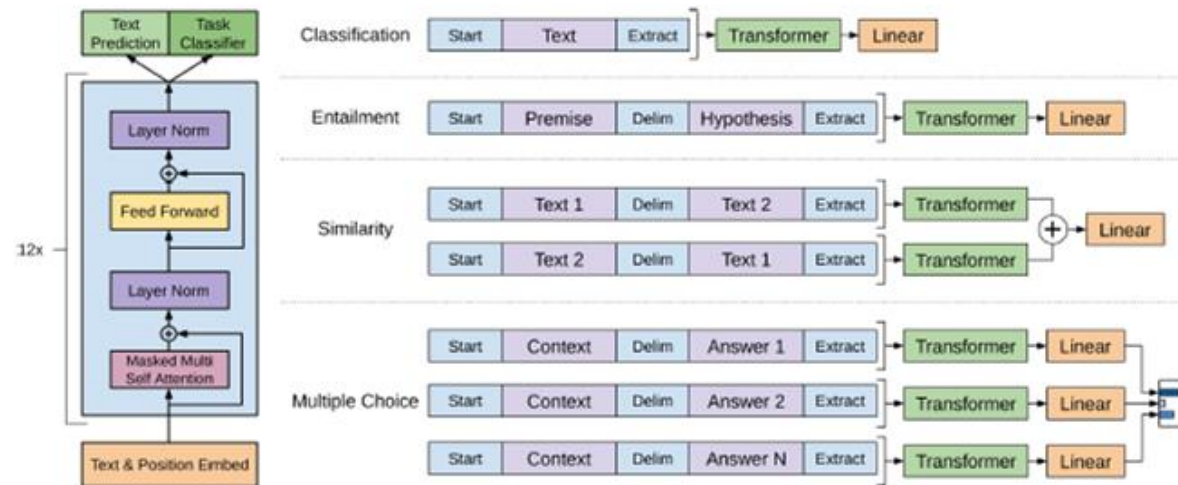 Text
Prediction
Task
Classifier
Layer Norm
Feed Forward
12x
Layer Norm
Masked Multi
Self Attention
Text & Position Embed
Classification
Start Text Extract Transformer Linear
Entailment
Start Premise Delim Hypothesis Extract Transformer Linear
Similarity
Start Text 1 Delim Text 2 Extract Transformer
Start Text 2 Delim Text 1 Extract Transformer
+ Linear
Multiple Choice
Start Context Delim Answer 1 Extract Transformer Linear
Start Context Delim Answer 2 Extract Transformer Linear
Start Context Delim Answer N Extract Transformer Linear